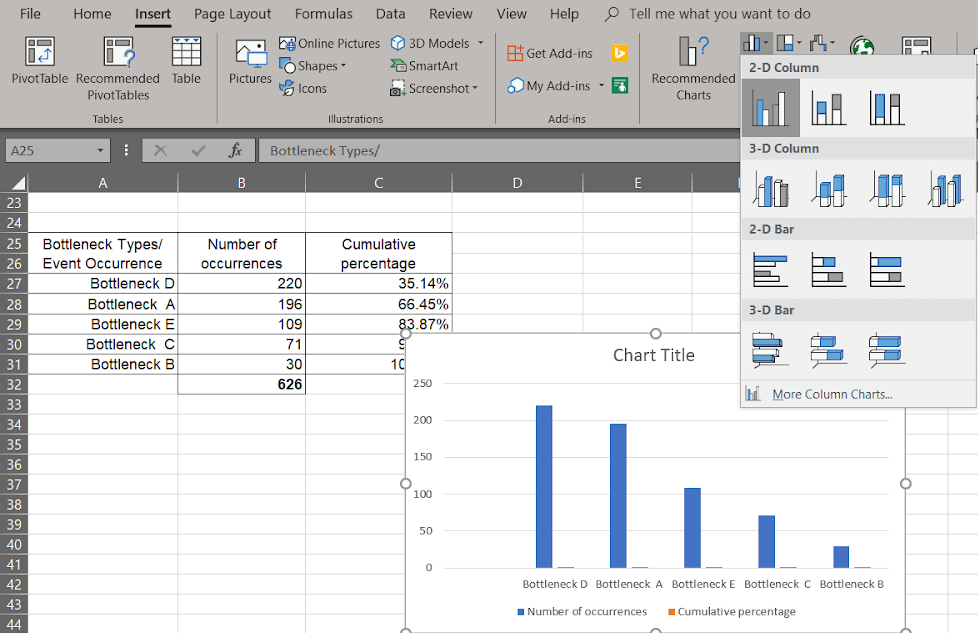 File Home Insert Page Layout Formulas Data Review View Help Tell me what you want to do
PivotTable Recommended PivotTables Table
Tables
Pictures Online Pictures Shapes Icons 3D Models SmartArt Screenshot
Illustrations
Get Add-ins
My Add-ins
Add-ins
Recommended Charts
2-D Column
3-D Column
2-D Bar
3-D Bar
More Column Charts...
A25 fx Bottleneck Types/
A B C D E
23
24
25 Bottleneck Types/ Number of Cumulative
26 Event Occurrence occurrences percentage
27 Bottleneck D 220 35.14%
28 Bottleneck A 196 66.45%
29 Bottleneck E 109 83.87%
30 Bottleneck C 71
31 Bottleneck B 30
32 626
33
34
35
36
37
38
39
40
41
42
43
44
Chart Title
250
200
150
100
50
0
Bottleneck D Bottleneck A Bottleneck E Bottleneck C Bottleneck B
Number of occurrences Cumulative percentage